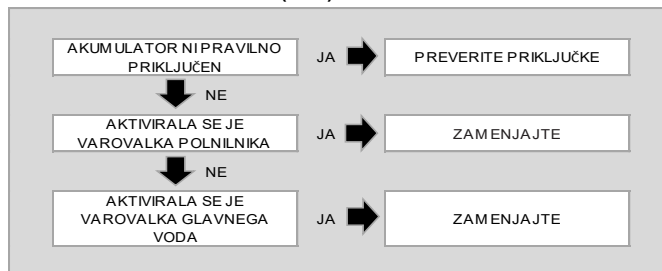 AKUMULATOR NI PRAVILNO
PRIKLJUČEN
JA
PREVERITE PRIKLJUČKE
NE
AKTIVIRALA SE JE
VAROVALKA POLNILNIKA
JA
ZAMENJAJTE
NE
AKTIVIRALA SE JE
VAROVALKA GLAVNEGA
VODA
JA
ZAMENJAJTE